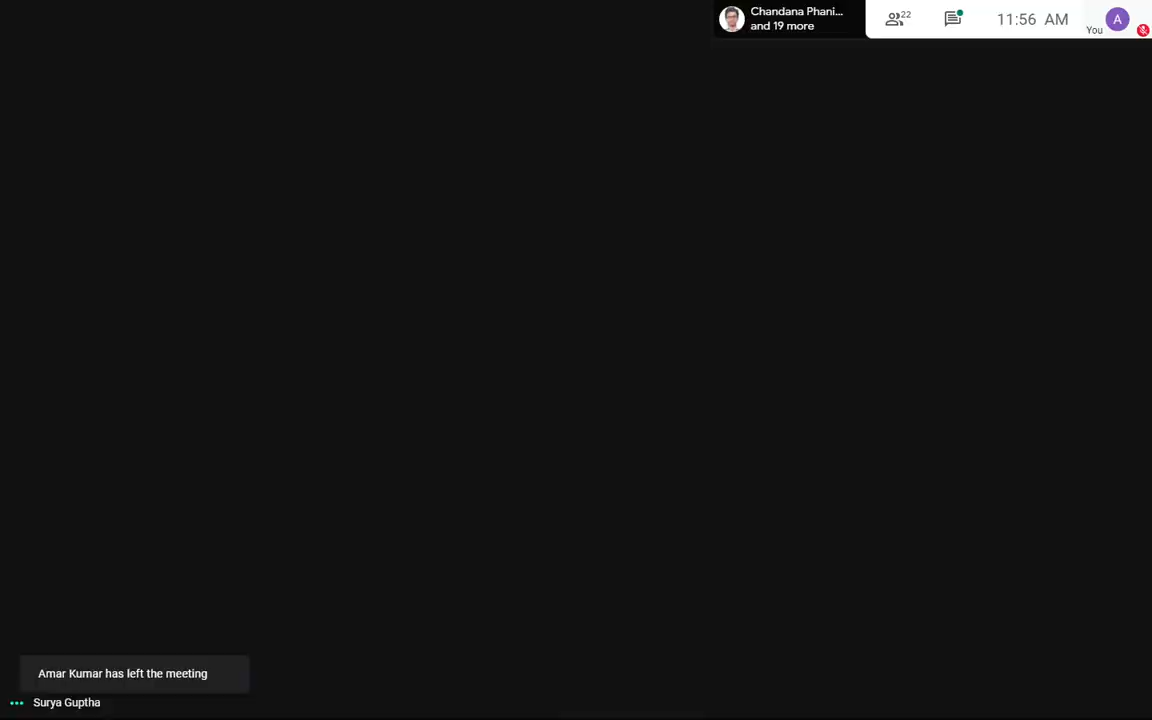 Chandana Phani...
and 19 more
22
11:56 AM
You
A
Amar Kumar has left the meeting
Surya Guptha